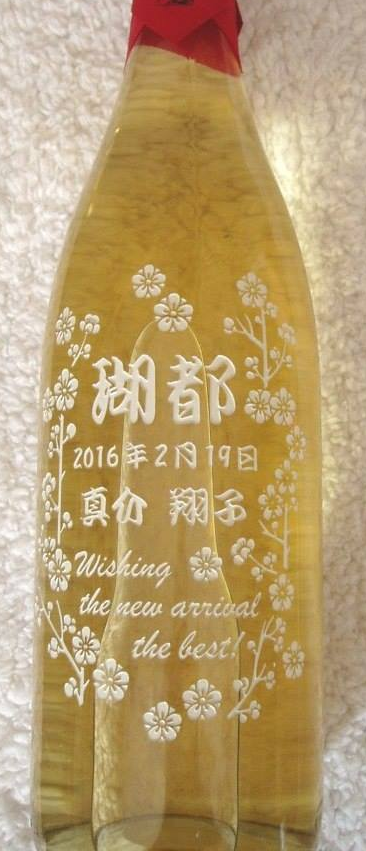 瑚都
2016年2月19日
真介 翔子
Wishing
the new arrival
the best!